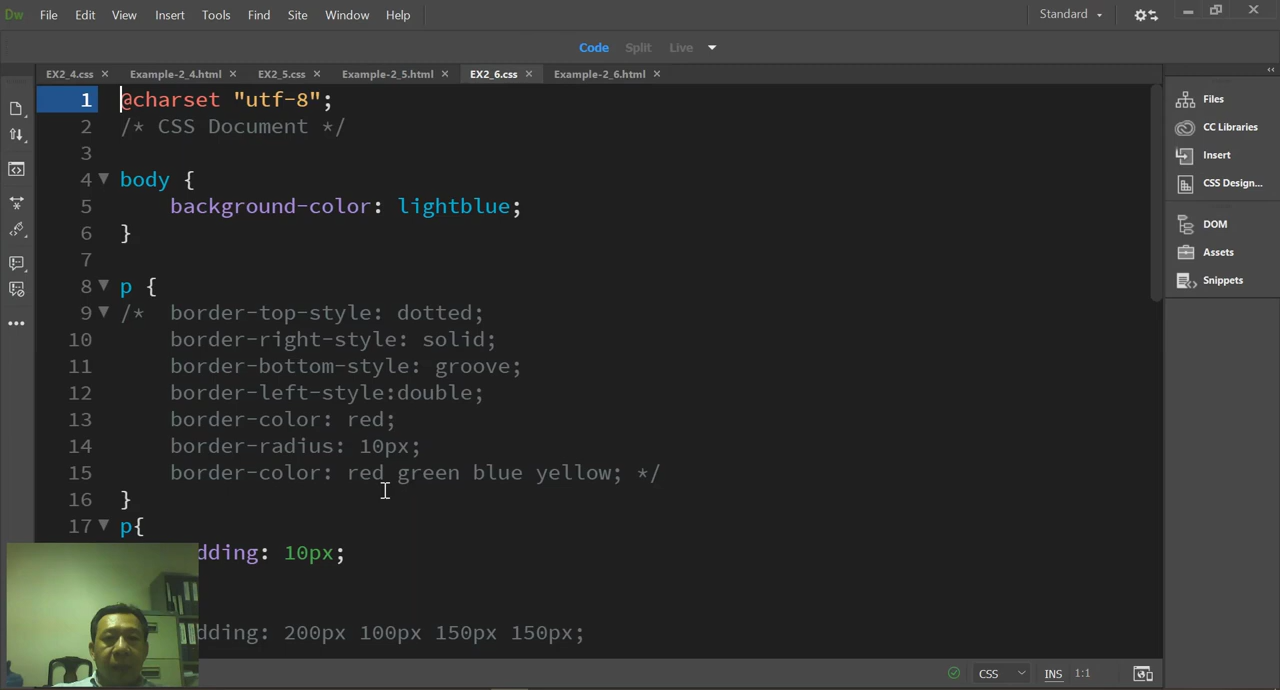 Dw File Edit View Insert Tools Find Site Window Help Standard
Code Split Live
EX2_4.css × Example-2_4.html × EX2_5.css × Example-2_5.html × EX2_6.css × Example-2_6.html ×
1 @charset "utf-8";
2 /* CSS Document */
3
4 body {
5 background-color: lightblue;
6 }
7
8 p {
9 /* border-top-style: dotted;
10 border-right-style: solid;
11 border-bottom-style: groove;
12 border-left-style:double;
13 border-color: red;
14 border-radius: 10px;
15 border-color: red green blue yellow; */
16 }
17 p{
dding: 10px;
dding: 200px 100px 150px 150px;
Files
CC Libraries
Insert
CSS Design...
DOM
Assets
Snippets
CSS INS 1:1